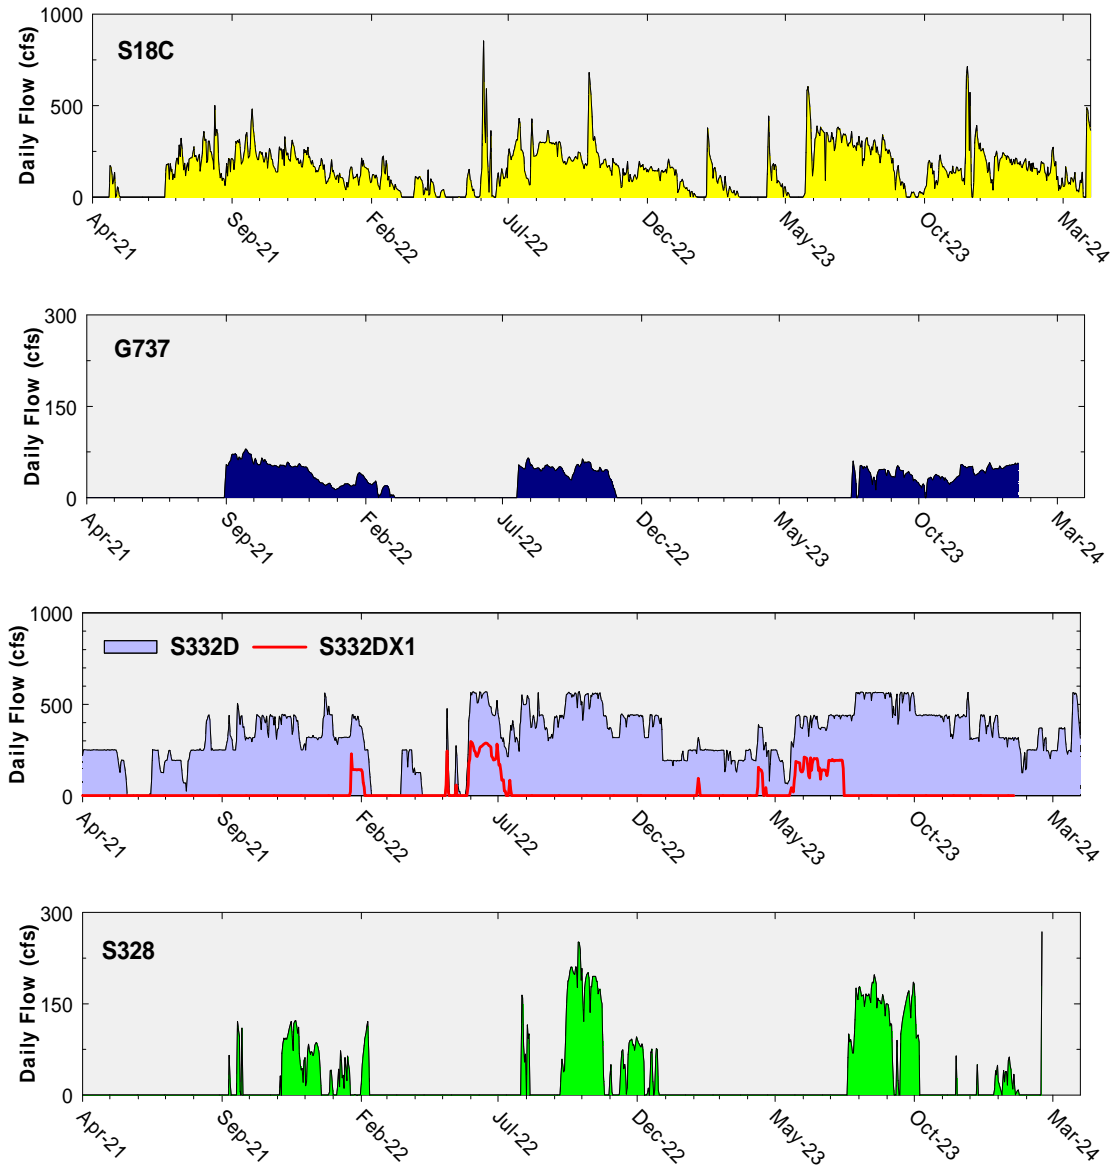 1000
500
0
Daily Flow (cfs)
S18C
Apr-21 Sep-21 Feb-22 Jul-22 Dec-22 May-23 Oct-23 Mar-24
300
150
0
Daily Flow (cfs)
G737
Apr-21 Sep-21 Feb-22 Jul-22 Dec-22 May-23 Oct-23 Mar-24
1000
500
0
Daily Flow (cfs)
S332D S332DX1
Apr-21 Sep-21 Feb-22 Jul-22 Dec-22 May-23 Oct-23 Mar-24
300
150
0
Daily Flow (cfs)
S328
Apr-21 Sep-21 Feb-22 Jul-22 Dec-22 May-23 Oct-23 Mar-24